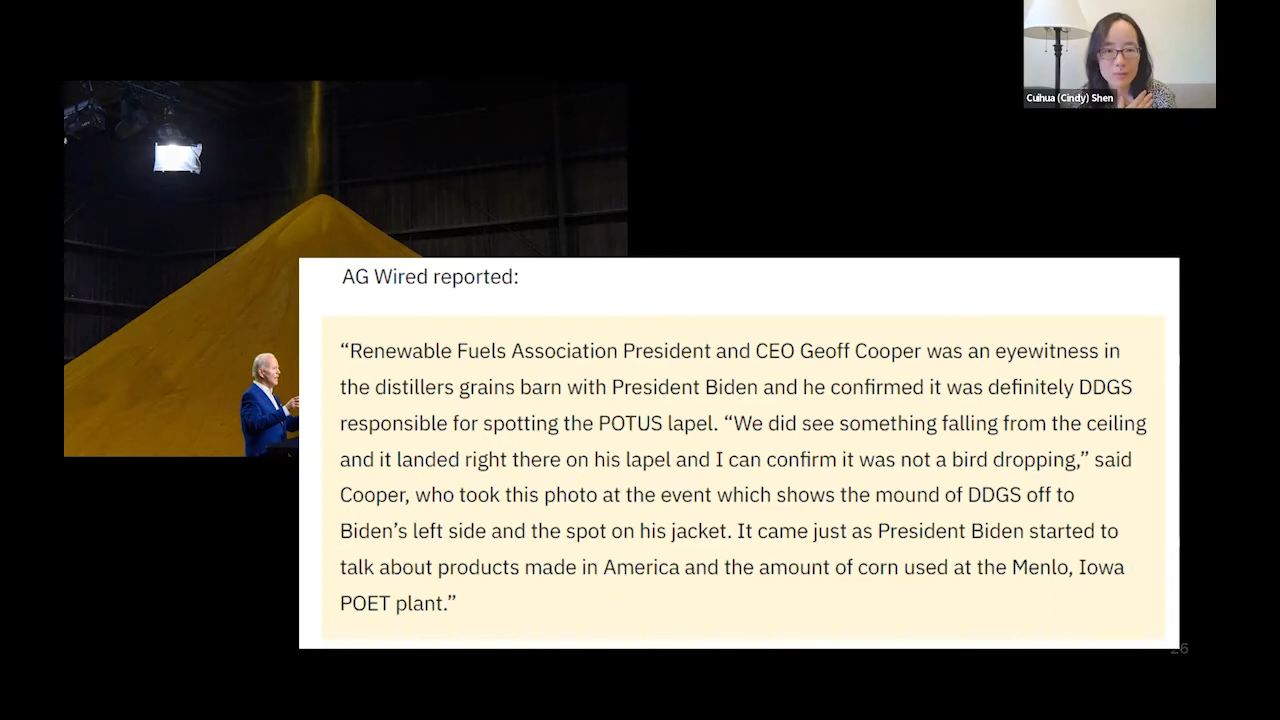 Cuihua (Cindy) Shen
AG Wired reported:
“Renewable Fuels Association President and CEO Geoff Cooper was an eyewitness in
the distillers grains barn with President Biden and he confirmed it was definitely DDGS
responsible for spotting the POTUS lapel. “We did see something falling from the ceiling
and it landed right there on his lapel and I can confirm it was not a bird dropping,” said
Cooper, who took this photo at the event which shows the mound of DDGS off to
Biden’s left side and the spot on his jacket. It came just as President Biden started to
talk about products made in America and the amount of corn used at the Menlo, Iowa
POET plant.”
26